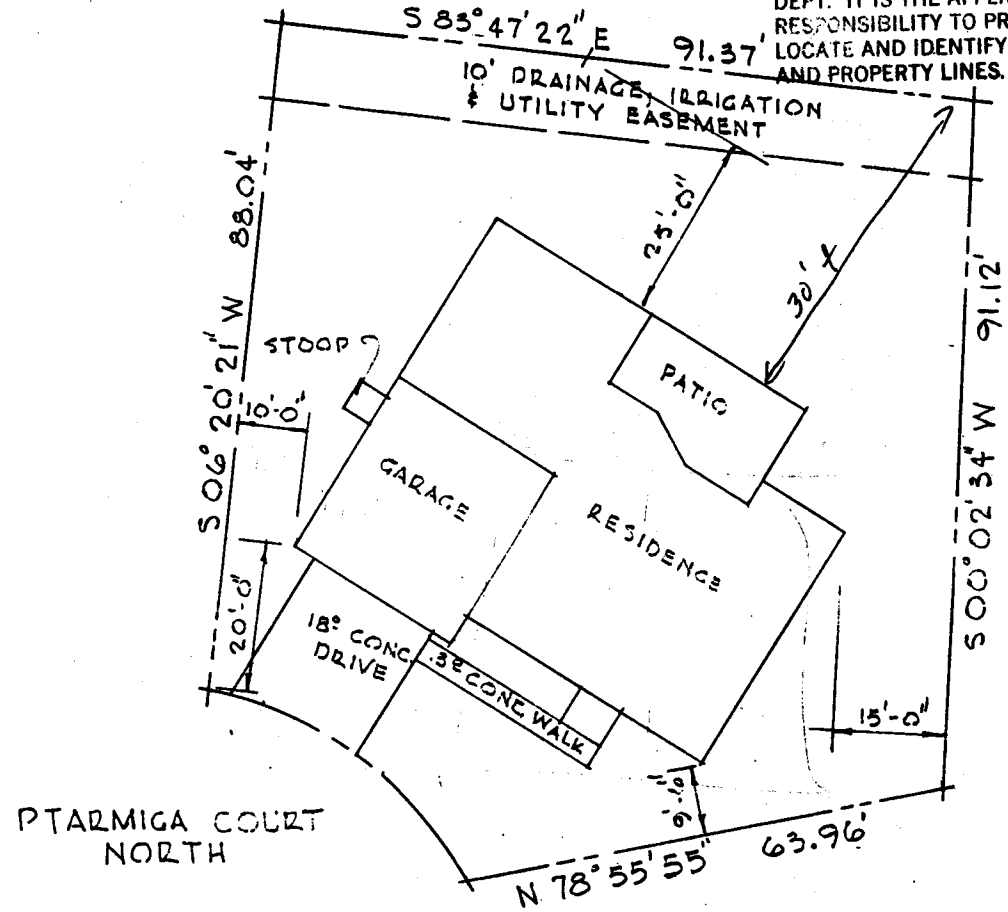 DEPT. IT IS THE
RESPONSIBILITY TO
LOCATE AND IDENTIFY
AND PROPERTY LINES.
S 83° 47' 22" E 91.37'
10' DRAINAGE, IRRIGATION
& UTILITY EASEMENT
S 06° 20' 21" W 88.04'
25'-0"
30' ±
S 00° 02' 34" W 91.12'
STOOP
10'-0"
PATIO
GARAGE
RESIDENCE
20'-0"
18° CONC.
DRIVE
CONC. WALK
15'-0"
9'-10"
PTARMIGA COURT
NORTH
N 78° 55' 55" 63.96'